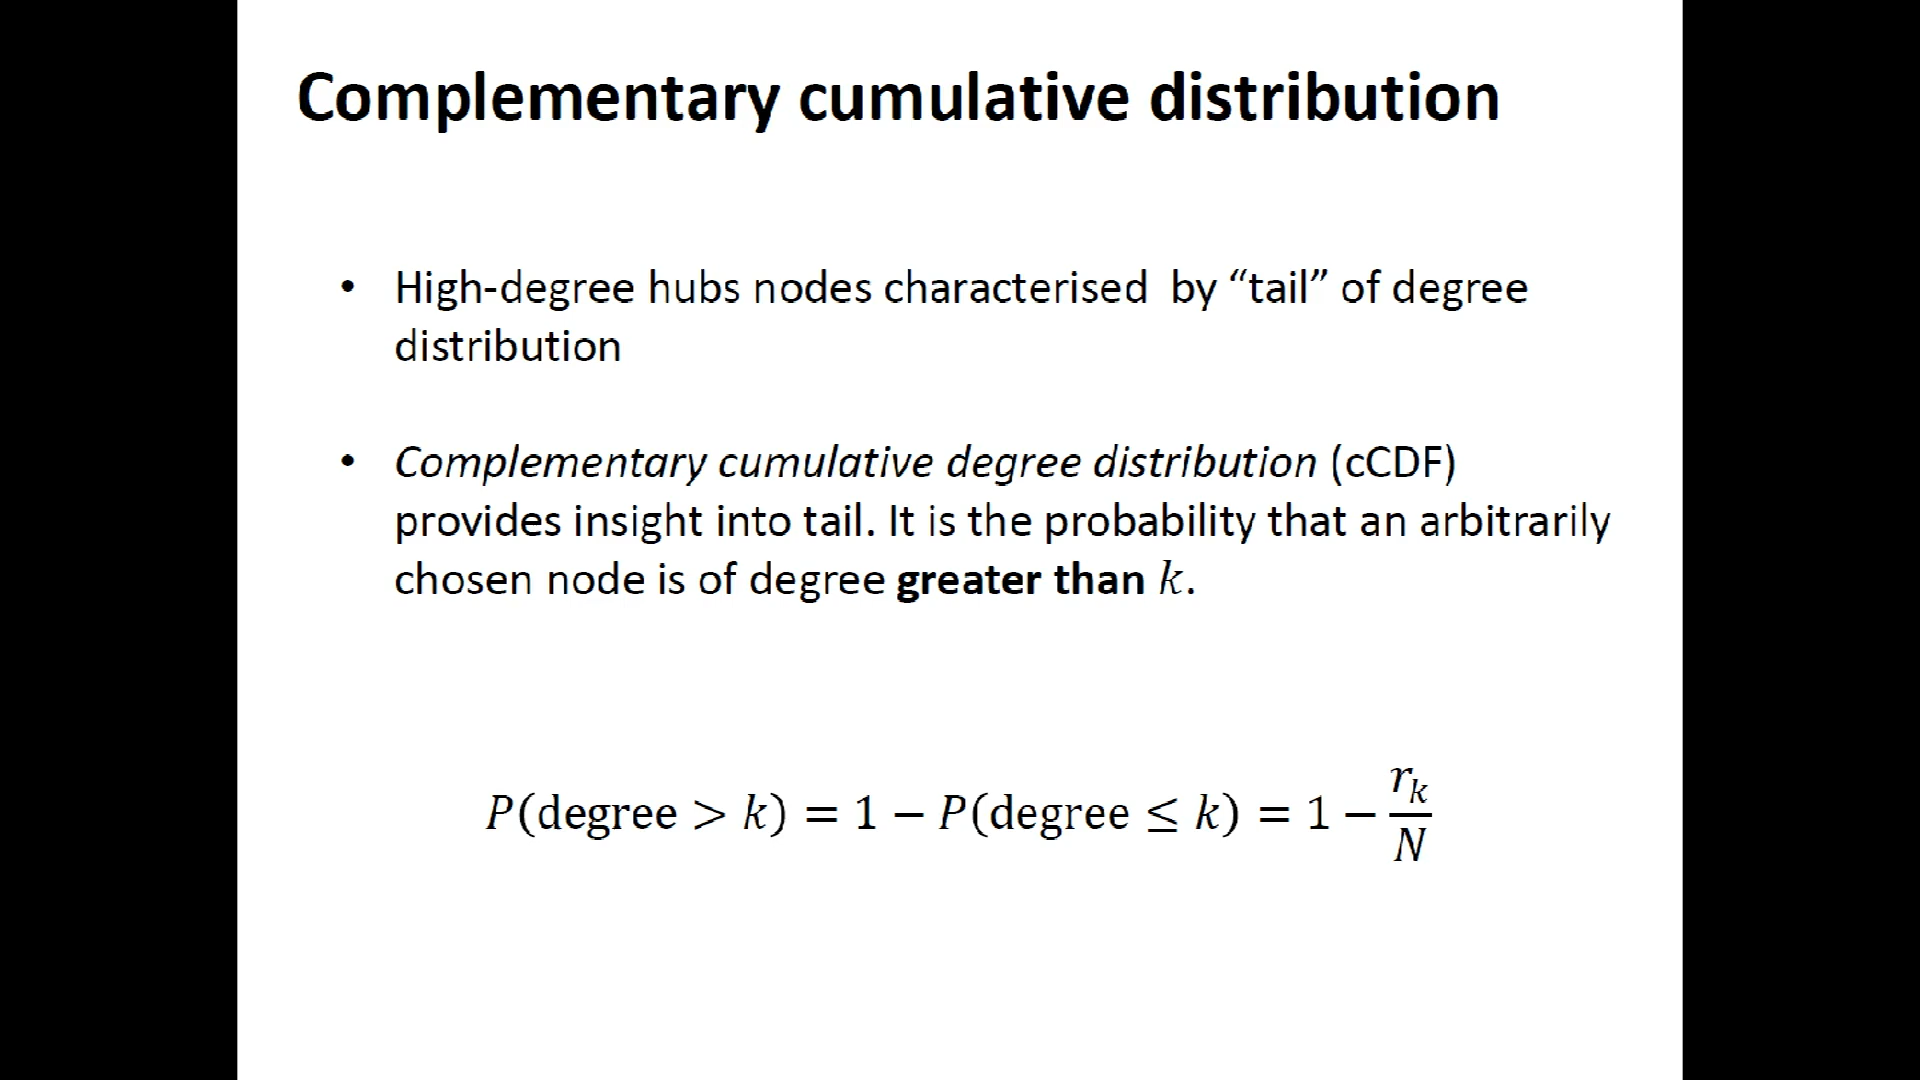 Complementary cumulative distribution
• High-degree hubs nodes characterised by “tail” of degree
distribution
• Complementary cumulative degree distribution (cCDF)
provides insight into tail. It is the probability that an arbitrarily
chosen node is of degree greater than k.
P(degree > k) = 1 − P(degree ≤ k) = 1 − r_k/N